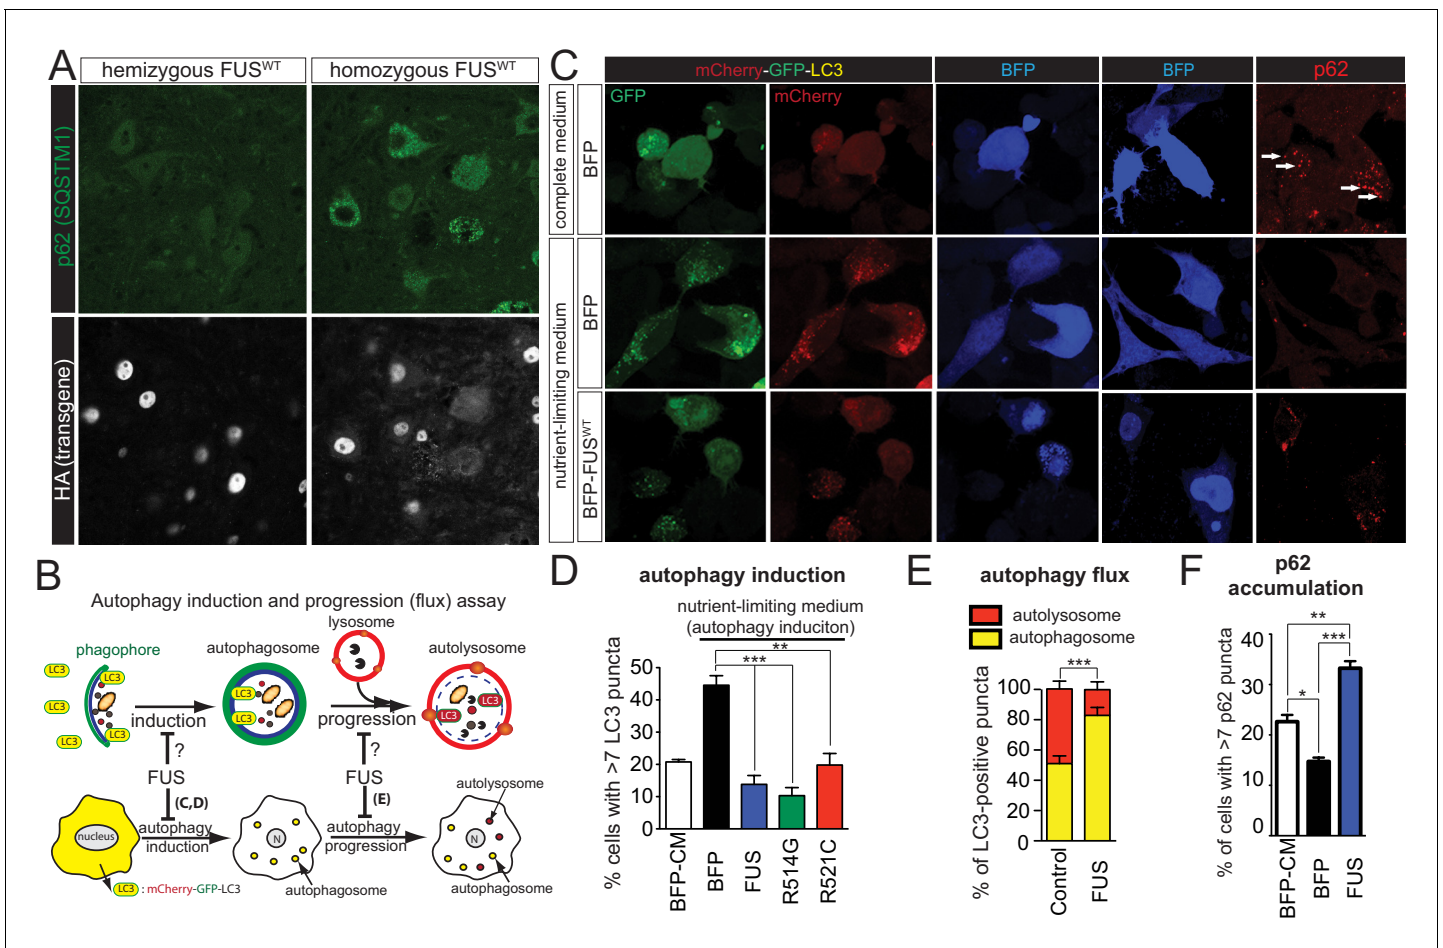 A
hemizygous FUSWT
homozygous FUSWT
p62 (SQSTM1)
HA (transgene)
B
Autophagy induction and progression (flux) assay
phagophore
autophagosome
lysosome
autolysosome
LC3
LC3
LC3
LC3
LC3
LC3
LC3
LC3
LC3
induction
progression
?
?
FUS
FUS
(C,D)
(E)
nucleus
autophagy
induction
N
autophagosome
autophagy
progression
autolysosome
N
autophagosome
LC3 : mCherry-GFP-LC3
C
mCherry-GFP-LC3
BFP
BFP
p62
GFP
mCherry
complete medium
BFP
nutrient-limiting medium
BFP
BFP-FUSWT
D
autophagy induction
nutrient-limiting medium
(autophagy induciton)
% cells with >7 LC3 puncta
50
40
30
20
10
0
**
***
BFP-CM
BFP
FUS
R514G
R521C
E
autophagy flux
autolysosome
autophagosome
% of LC3-positive puncta
100
80
60
40
20
0
***
Control
FUS
F
p62
accumulation
% of cells with >7 p62 puncta
40
30
20
10
0
**
***
*
BFP-CM
BFP
FUS